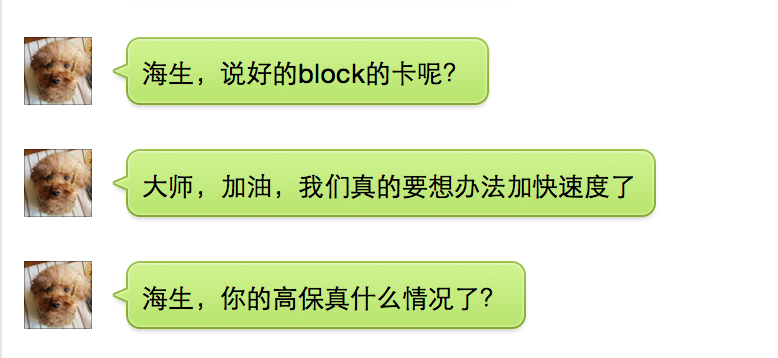 海生，说好的block的卡呢？
大师，加油，我们真的要想办法加快速度了
海生，你的高保真什么情况了？